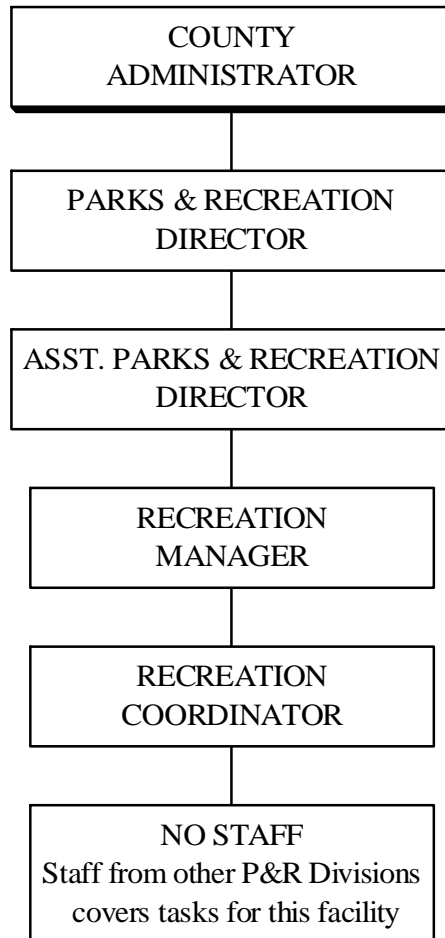 COUNTY
ADMINISTRATOR
PARKS & RECREATION
DIRECTOR
ASST. PARKS & RECREATION
DIRECTOR
RECREATION
MANAGER
RECREATION
COORDINATOR
NO STAFF
Staff from other P&R Divisions
covers tasks for this facility